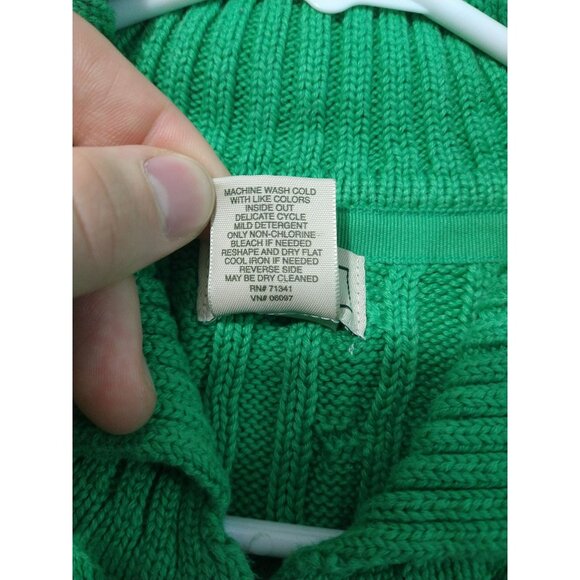 MACHINE WASH COLD
WITH LIKE COLORS
INSIDE OUT
DELICATE CYCLE
MILD DETERGENT
ONLY NON-CHLORINE
BLEACH IF NEEDED
RESHAPE AND DRY FLAT
COOL IRON IF NEEDED
REVERSE SIDE
MAY BE DRY CLEANED
RN# 71341
VN# 06097